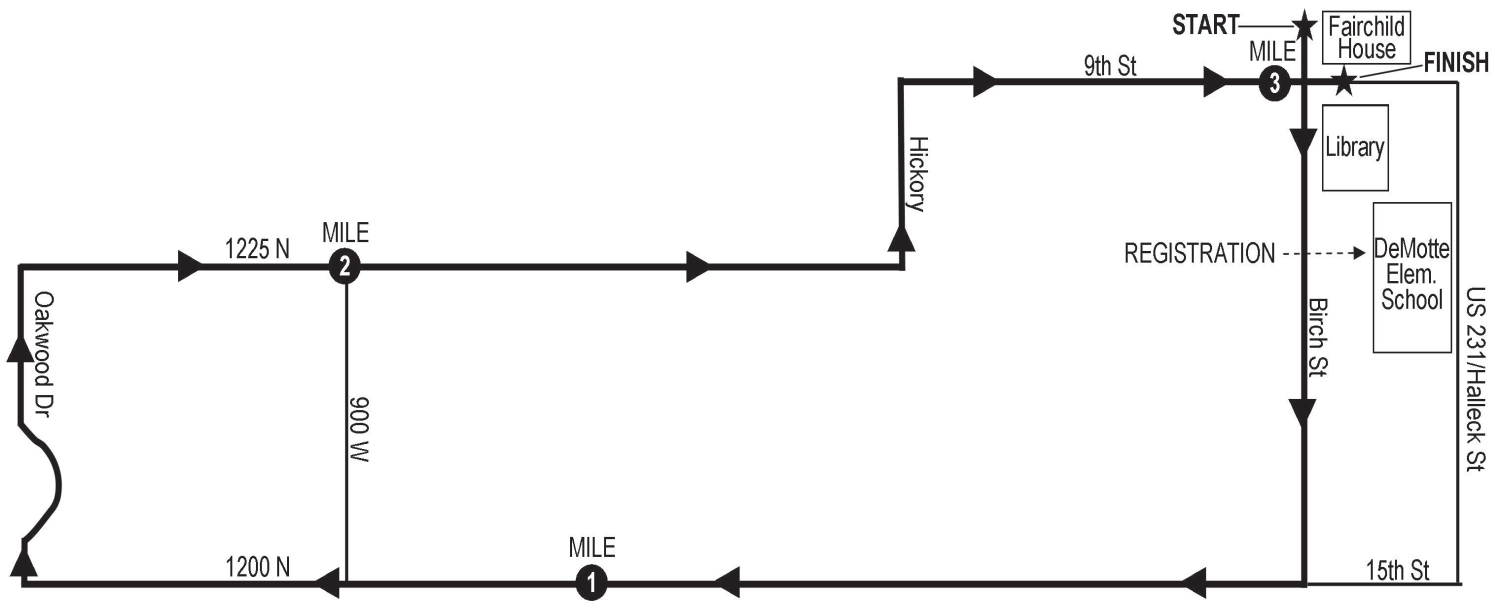 START
Fairchild
House
MILE
3
9th St
FINISH
Library
Hickory
1225 N
MILE
2
REGISTRATION
DeMotte
Elem.
School
Oakwood Dr
900 W
Birch St
US 231/Halleck St
1200 N
MILE
1
15th St